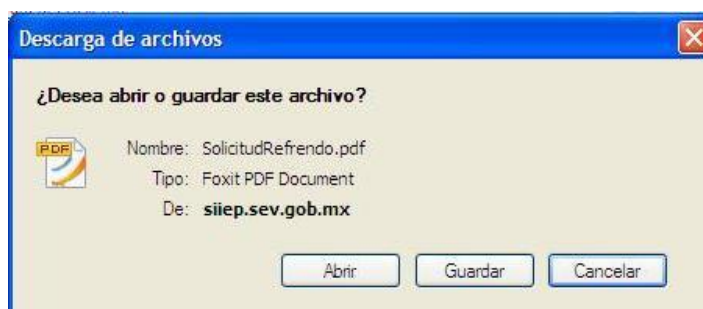 Descarga de archivos
¿Desea abrir o guardar este archivo?
PDF
Nombre: SolicitudRefrendo.pdf
Tipo: Foxit PDF Document
De: siiep.sev.gob.mx
Abrir Guardar Cancelar